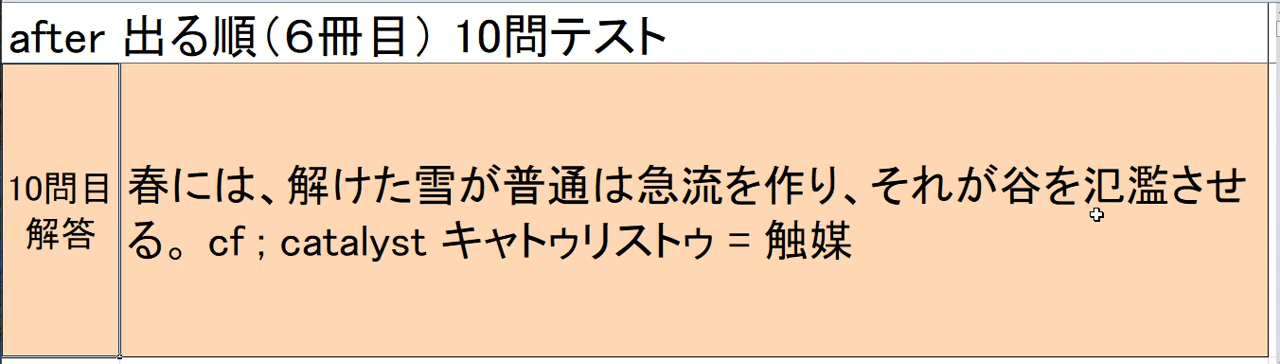 after 出る順（６冊目） 10問テスト
10問目
解答
春には、解けた雪が普通は急流を作り、それが谷を氾濫させ
る。 cf ; catalyst キャトゥリストゥ = 触媒